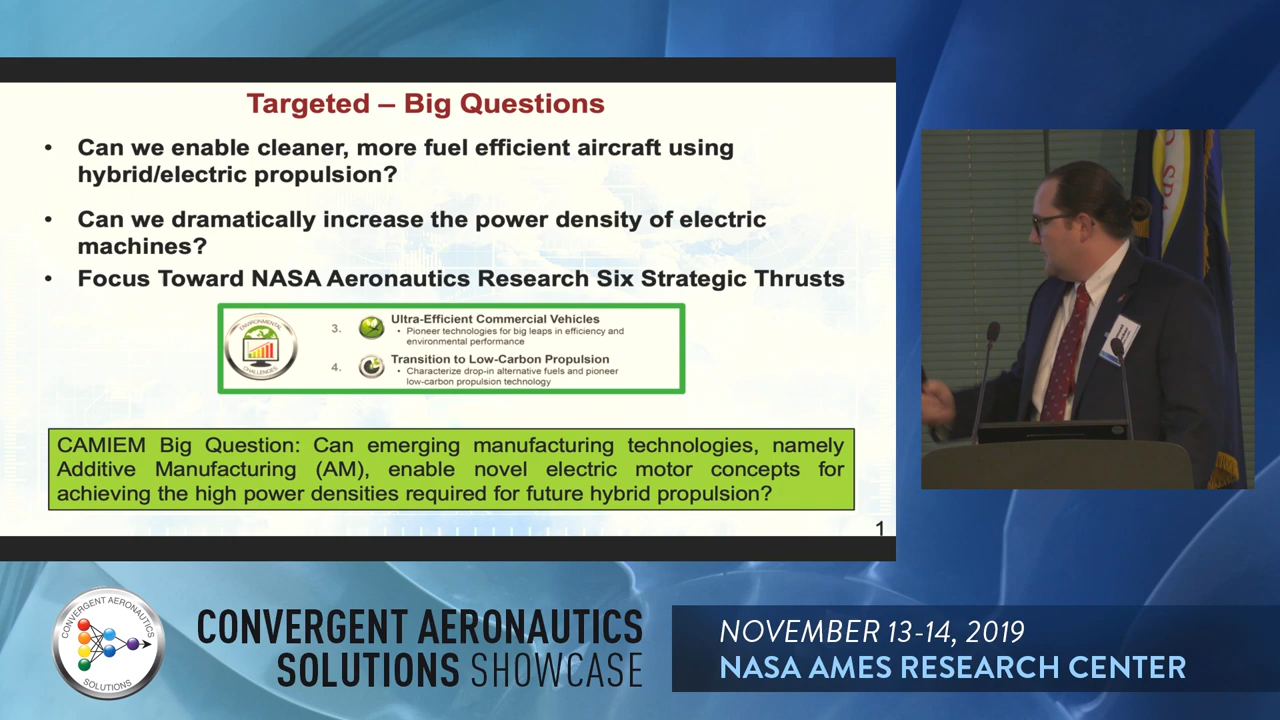 Targeted – Big Questions
• Can we enable cleaner, more fuel efficient aircraft using
hybrid/electric propulsion?
• Can we dramatically increase the power density of electric
machines?
• Focus Toward NASA Aeronautics Research Six Strategic Thrusts
ENVIRONMENTAL
CHALLENGES
3. Ultra-Efficient Commercial Vehicles
• Pioneer technologies for big leaps in efficiency and
environmental performance
4. Transition to Low-Carbon Propulsion
• Characterize drop-in alternative fuels and pioneer
low-carbon propulsion technology
CAMIEM Big Question: Can emerging manufacturing technologies, namely
Additive Manufacturing (AM), enable novel electric motor concepts for
achieving the high power densities required for future hybrid propulsion?
1
CONVERGENT AERONAUTICS
SOLUTIONS
CONVERGENT AERONAUTICS
SOLUTIONS SHOWCASE
NOVEMBER 13-14, 2019
NASA AMES RESEARCH CENTER